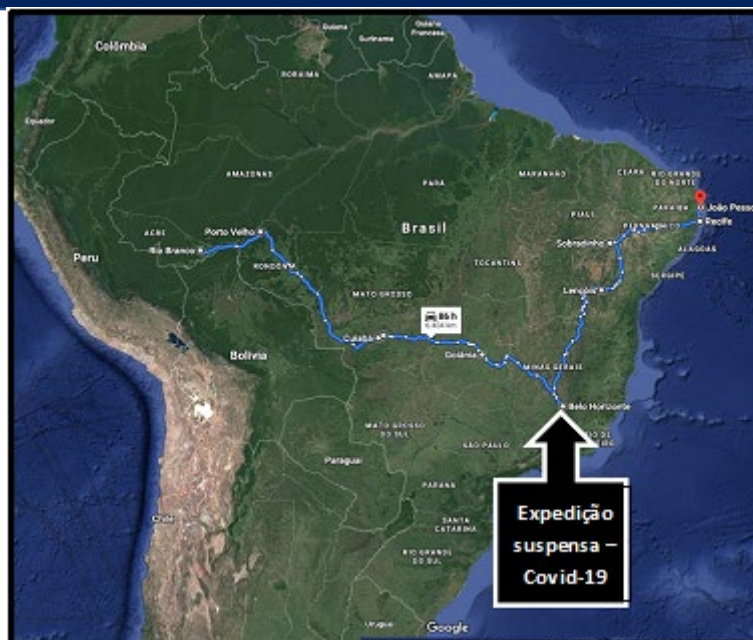 Colômbia
Guiana
Suriname
Guiana
Francesa
RORAIMA
AMAPÁ
Equador
AMAZONAS
PARÁ
MARANHÃO
CEARÁ
RIO GRANDE
DO NORTE
PARAÍBA
João Pesso
PIAUÍ
Brasil
Recife
ACRE
Porto Velho
Rio Branco
Sobradinho
ALAGOAS
Peru
TOCANTINS
SERGIPE
MATO GROSSO
Lençóis
86 h
Cuiabá
Goiânia
Bolívia
MINAS GERAIS
Belo Horizonte
MATO GROSSO
DO SUL
SÃO PAULO
Paraguai
PARANÁ
Chile
SANTA
CATARINA
RIO GRANDE
DO SUL
Uruguai
Google
Expedição
suspensa –
Covid-19